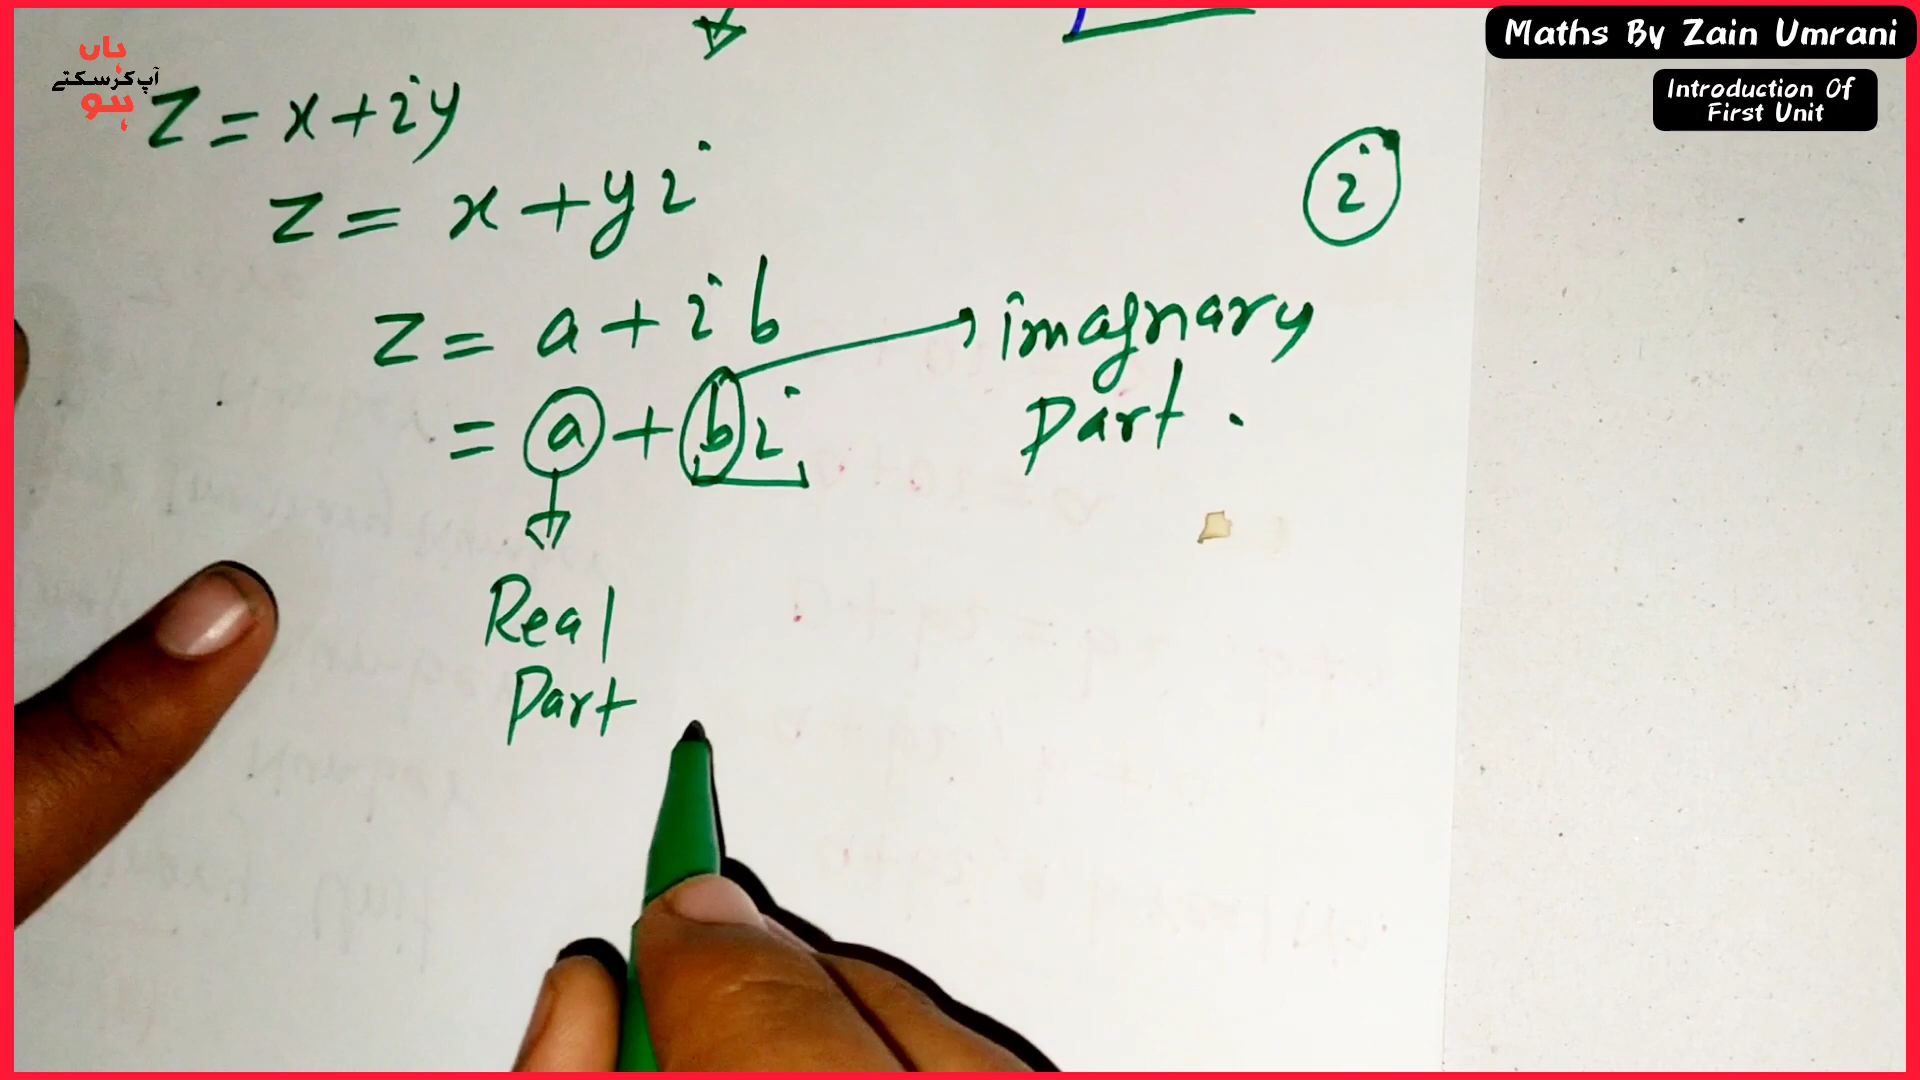 Maths By Zain Umrani
Introduction Of
First Unit
ہاں
آپ کرسکتے
ہو
z = x + iy
z = x + yi
i
z = a + ib
= a + bi
imagnary
Part .
Real
Part